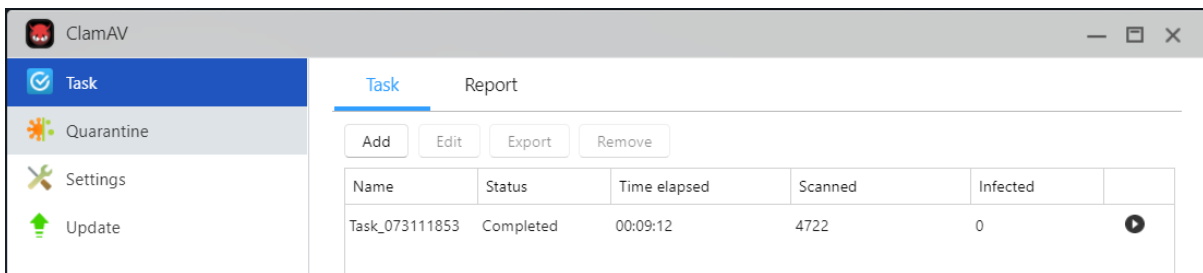 ClamAV
Task
Quarantine
Settings
Update
Task Report
Add Edit Export Remove
Name Status Time elapsed Scanned Infected
Task_073111853 Completed 00:09:12 4722 0